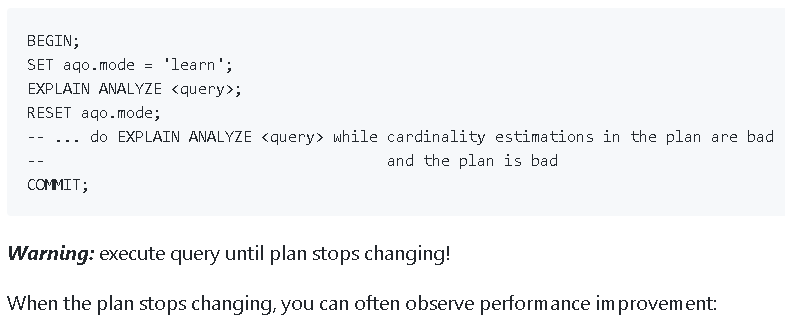 BEGIN;
SET aqo.mode = 'learn';
EXPLAIN ANALYZE <query>;
RESET aqo.mode;
-- ... do EXPLAIN ANALYZE <query> while cardinality estimations in the plan are bad
--                                      and the plan is bad
COMMIT;
Warning: execute query until plan stops changing!
When the plan stops changing, you can often observe performance improvement: